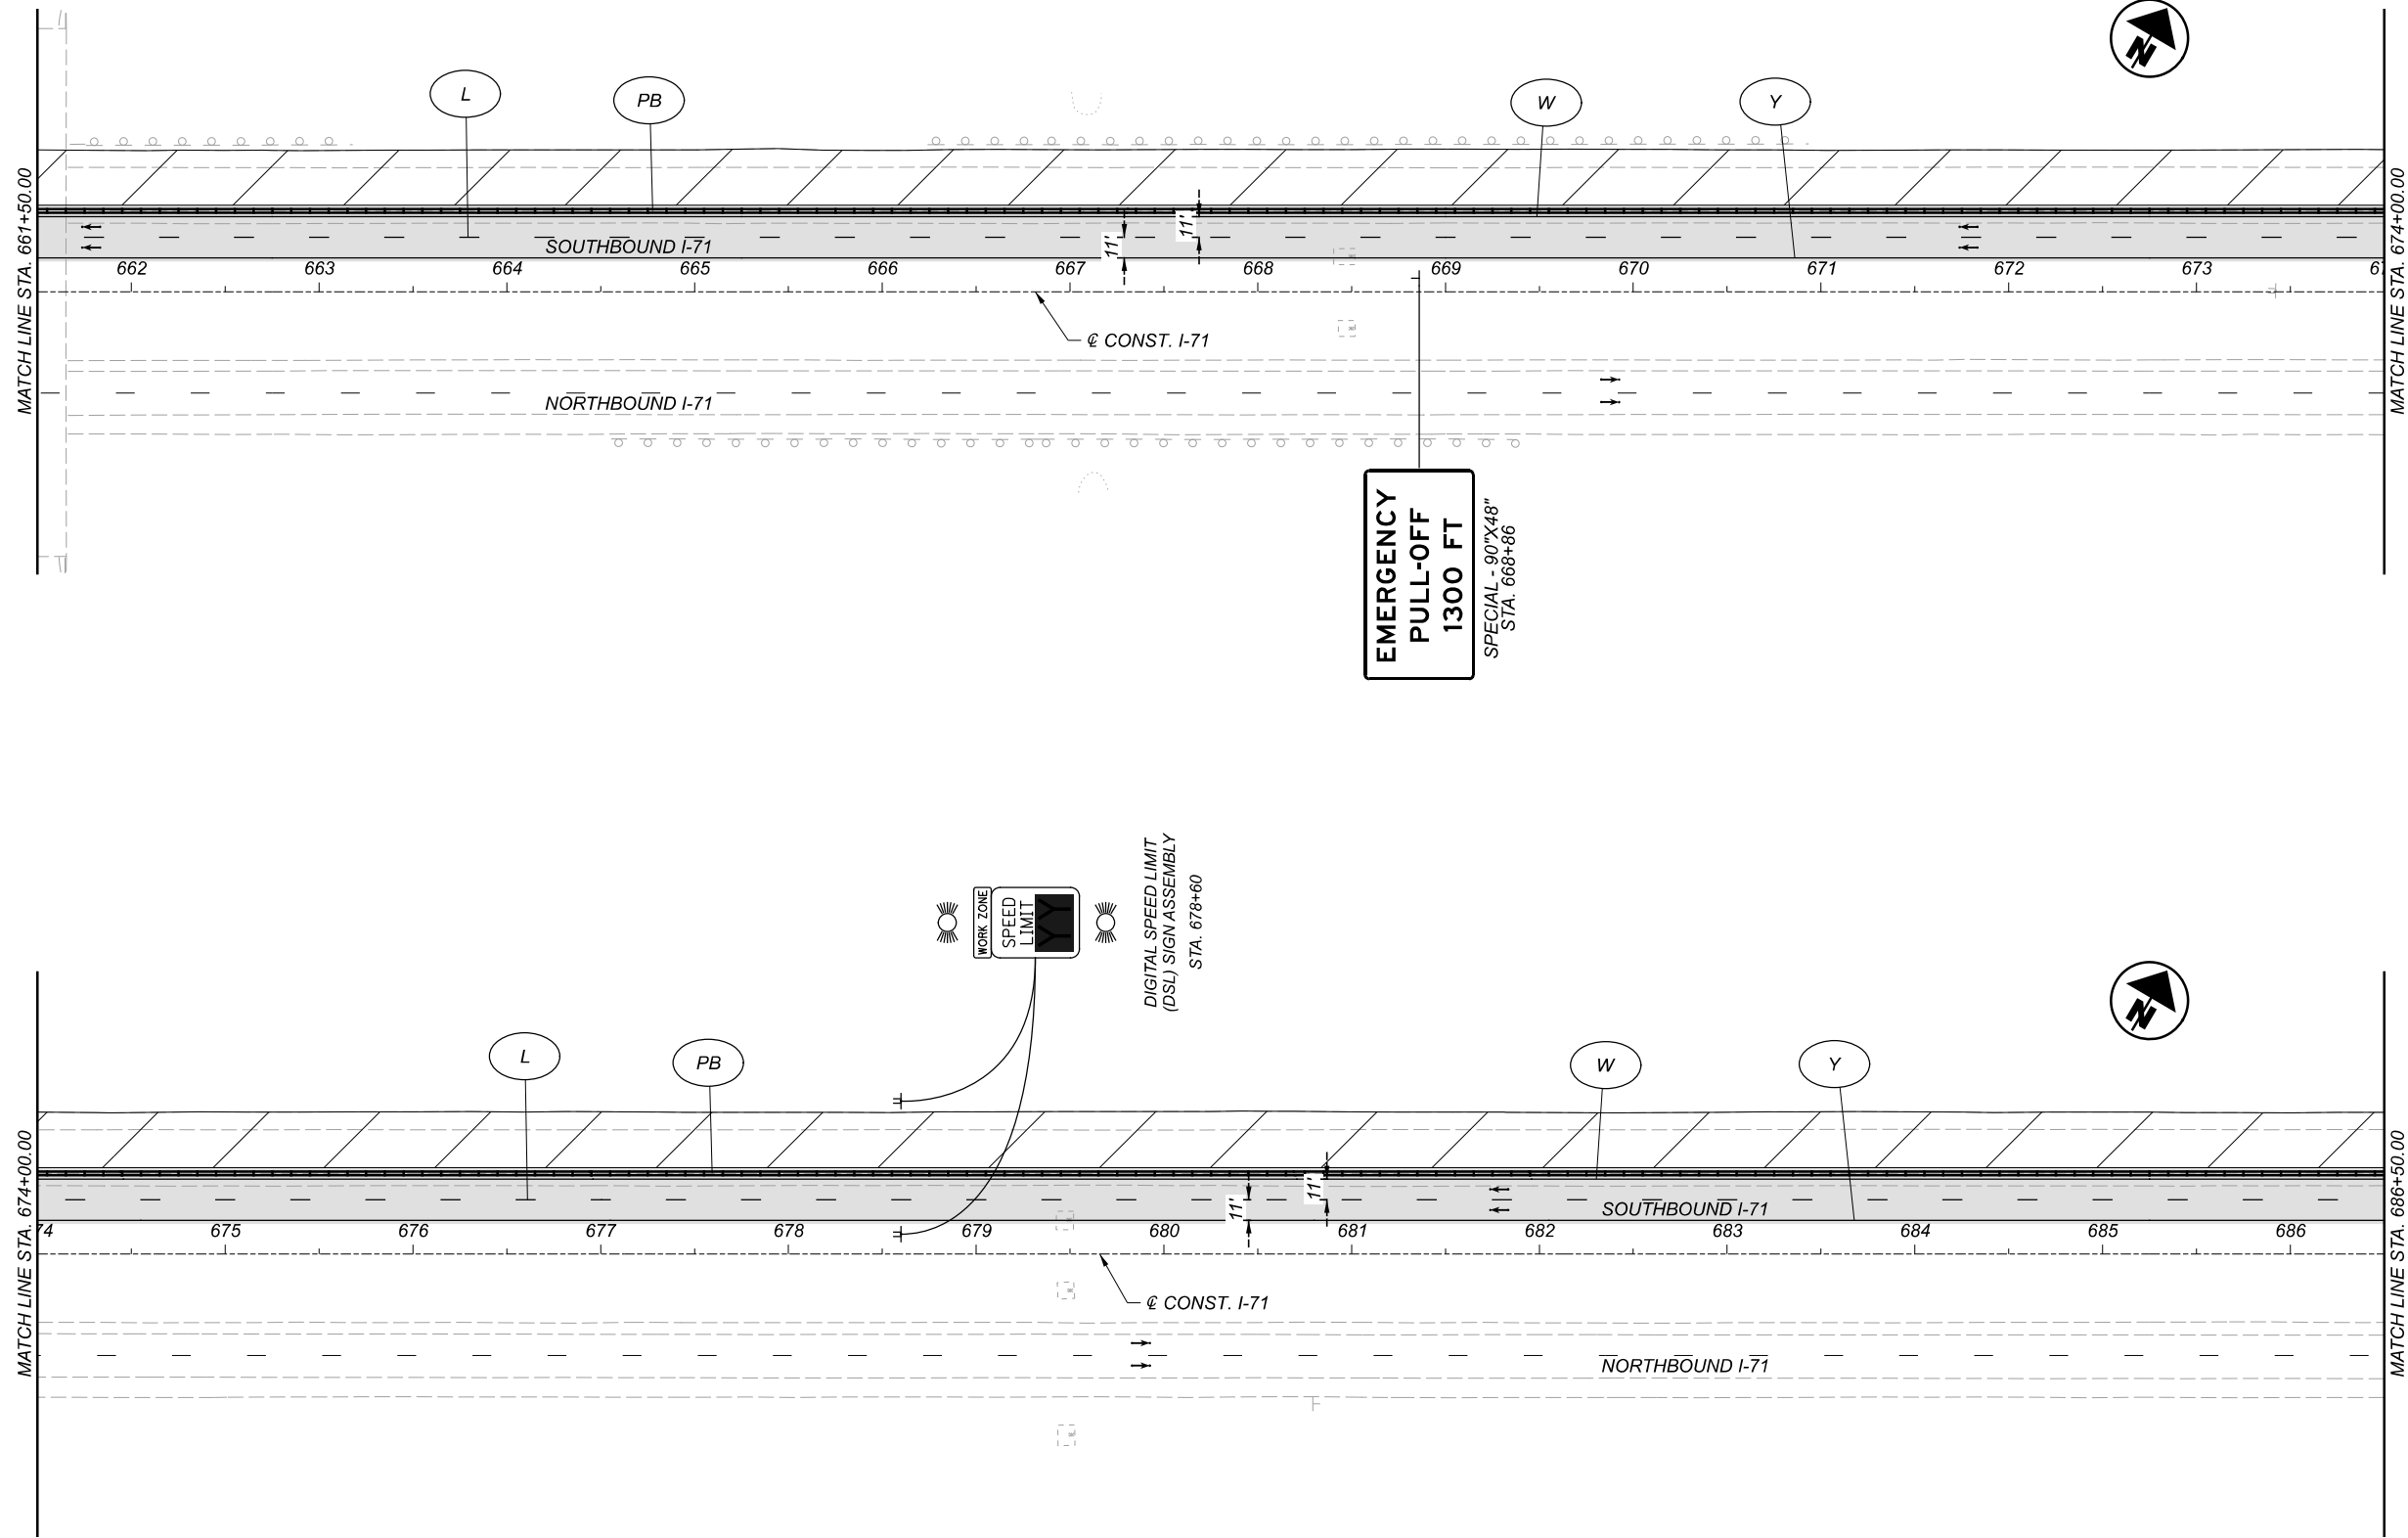 N
L
PB
W
Y
MATCH LINE STA. 661+50.00
MATCH LINE STA. 674+00.00
11'
11'
SOUTHBOUND I-71
662
663
664
665
666
667
668
669
670
671
672
673
67
℄ CONST. I-71
NORTHBOUND I-71
EMERGENCY
PULL-OFF
1300 FT
SPECIAL - 90"X48"
STA. 668+86
WORK ZONE
SPEED
LIMIT
YY
DIGITAL SPEED LIMIT
(DSL) SIGN ASSEMBLY
STA. 678+60
N
L
PB
W
Y
MATCH LINE STA. 674+00.00
MATCH LINE STA. 686+50.00
11'
11'
SOUTHBOUND I-71
74
675
676
677
678
679
680
681
682
683
684
685
686
℄ CONST. I-71
NORTHBOUND I-71